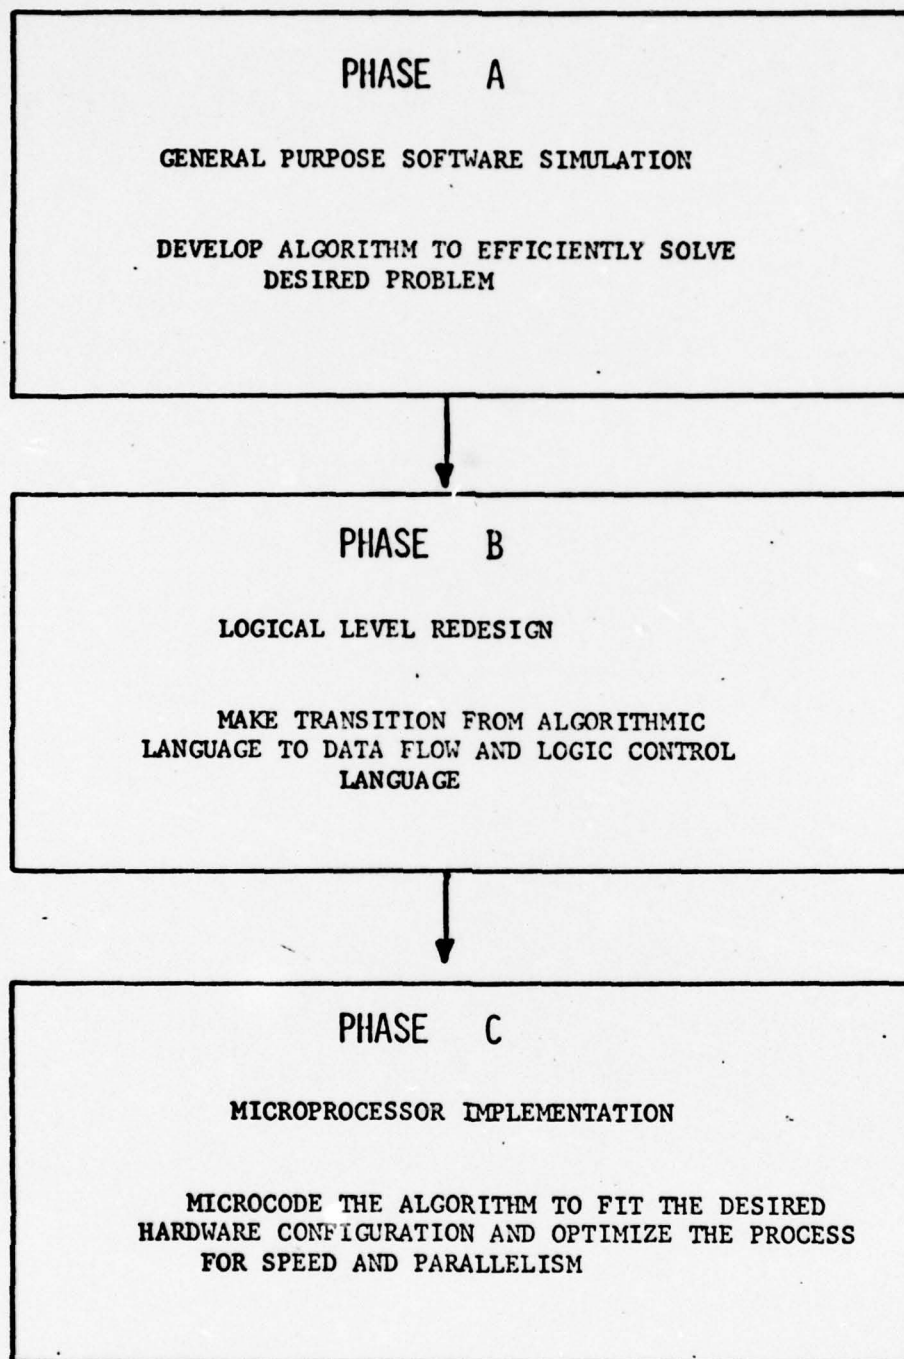 PHASE A
GENERAL PURPOSE SOFTWARE SIMULATION
DEVELOP ALGORITHM TO EFFICIENTLY SOLVE
DESIRED PROBLEM
PHASE B
LOGICAL LEVEL REDESIGN
MAKE TRANSITION FROM ALGORITHMIC
LANGUAGE TO DATA FLOW AND LOGIC CONTROL
LANGUAGE
PHASE C
MICROPROCESSOR IMPLEMENTATION
MICROCODE THE ALGORITHM TO FIT THE DESIRED
HARDWARE CONFIGURATION AND OPTIMIZE THE PROCESS
FOR SPEED AND PARALLELISM